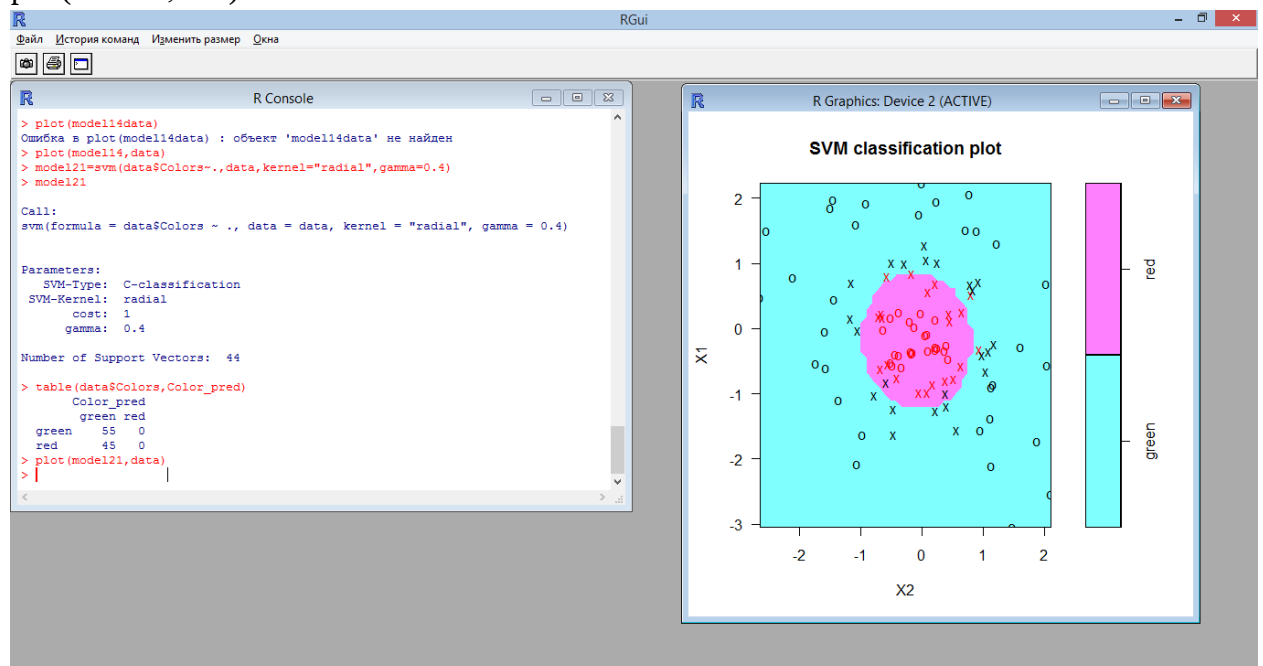 RGui
Файл История команд Изменить размер Окна
R Console
> plot(model14data)
Ошибка в plot(model14data) : объект 'model14data' не найден
> plot(model14,data)
> model21=svm(data$Colors~.,data,kernel="radial",gamma=0.4)
> model21
Call:
svm(formula = data$Colors ~ ., data = data, kernel = "radial", gamma = 0.4)
Parameters:
SVM-Type: C-classification
SVM-Kernel: radial
cost: 1
gamma: 0.4
Number of Support Vectors: 44
> table(data$Colors,Color_pred)
Color_pred
green red
green 55 0
red 45 0
> plot(model21,data)
>
R Graphics: Device 2 (ACTIVE)
SVM classification plot
2
1
0
-1
-2
-3
X1
-2 -1 0 1 2
X2
red
green